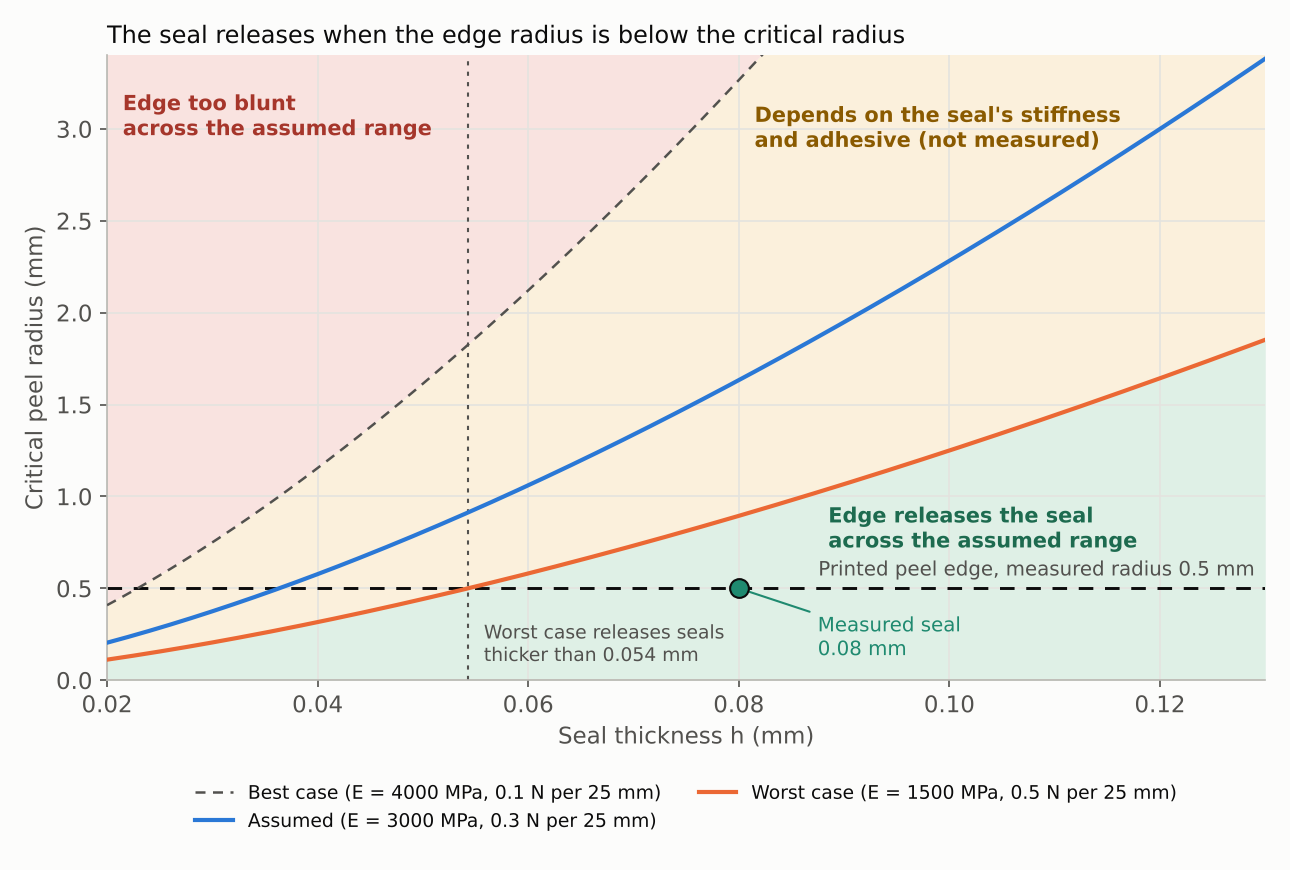 The seal releases when the edge radius is below the critical radius
Edge too blunt
across the assumed range
Depends on the seal's stiffness
and adhesive (not measured)
Critical peel radius (mm)
3.0
2.5
2.0
1.5
1.0
0.5
0.0
Edge releases the seal
across the assumed range
Printed peel edge, measured radius 0.5 mm
Worst case releases seals
thicker than 0.054 mm
Measured seal
0.08 mm
0.02 0.04 0.06 0.08 0.10 0.12
Seal thickness h (mm)
Best case (E = 4000 MPa, 0.1 N per 25 mm)
Assumed (E = 3000 MPa, 0.3 N per 25 mm)
Worst case (E = 1500 MPa, 0.5 N per 25 mm)